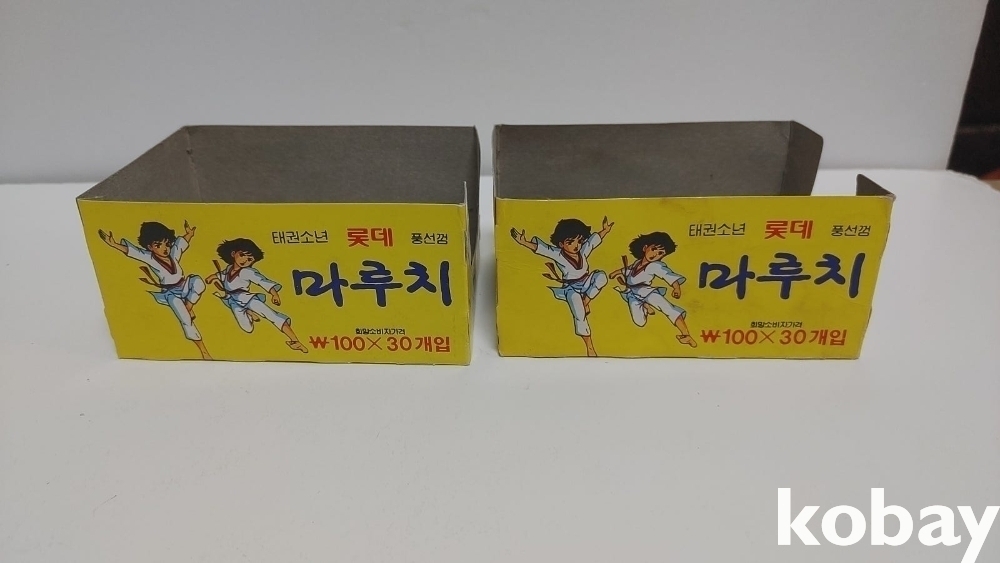 태권소년 롯데 풍선껌
마루치
희망소비자가격
₩100×30개입
태권소년 롯데 풍선껌
마루치
희망소비자가격
₩100×30개입
kobay